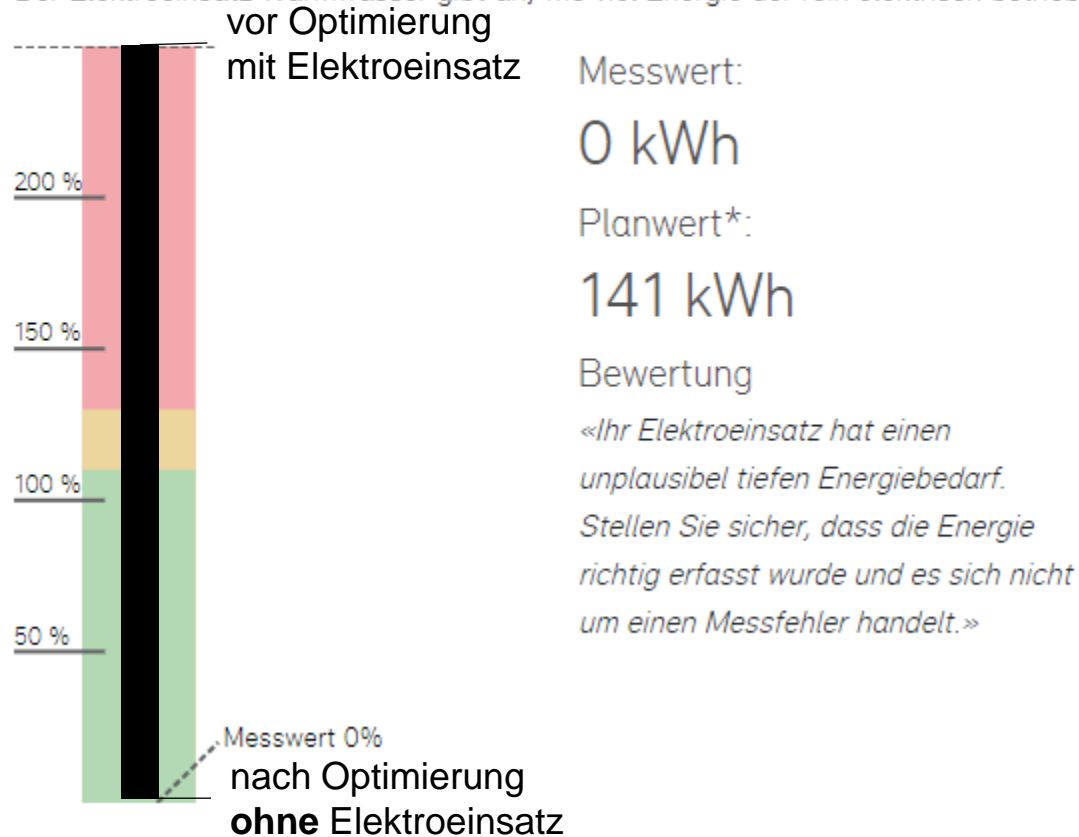 vor Optimierung
mit Elektroeinsatz
Messwert:
0 kWh
200 %
Planwert*:
141 kWh
150 %
Bewertung
«Ihr Elektroeinsatz hat einen
unplausibel tiefen Energiebedarf.
Stellen Sie sicher, dass die Energie
richtig erfasst wurde und es sich nicht
um einen Messfehler handelt.»
100 %
50 %
Messwert 0%
nach Optimierung
ohne Elektroeinsatz